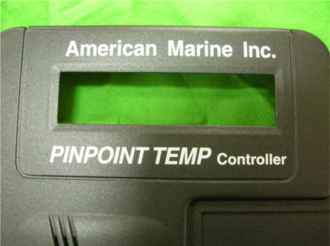 American Marine Inc.
PINPOINT TEMP Controller